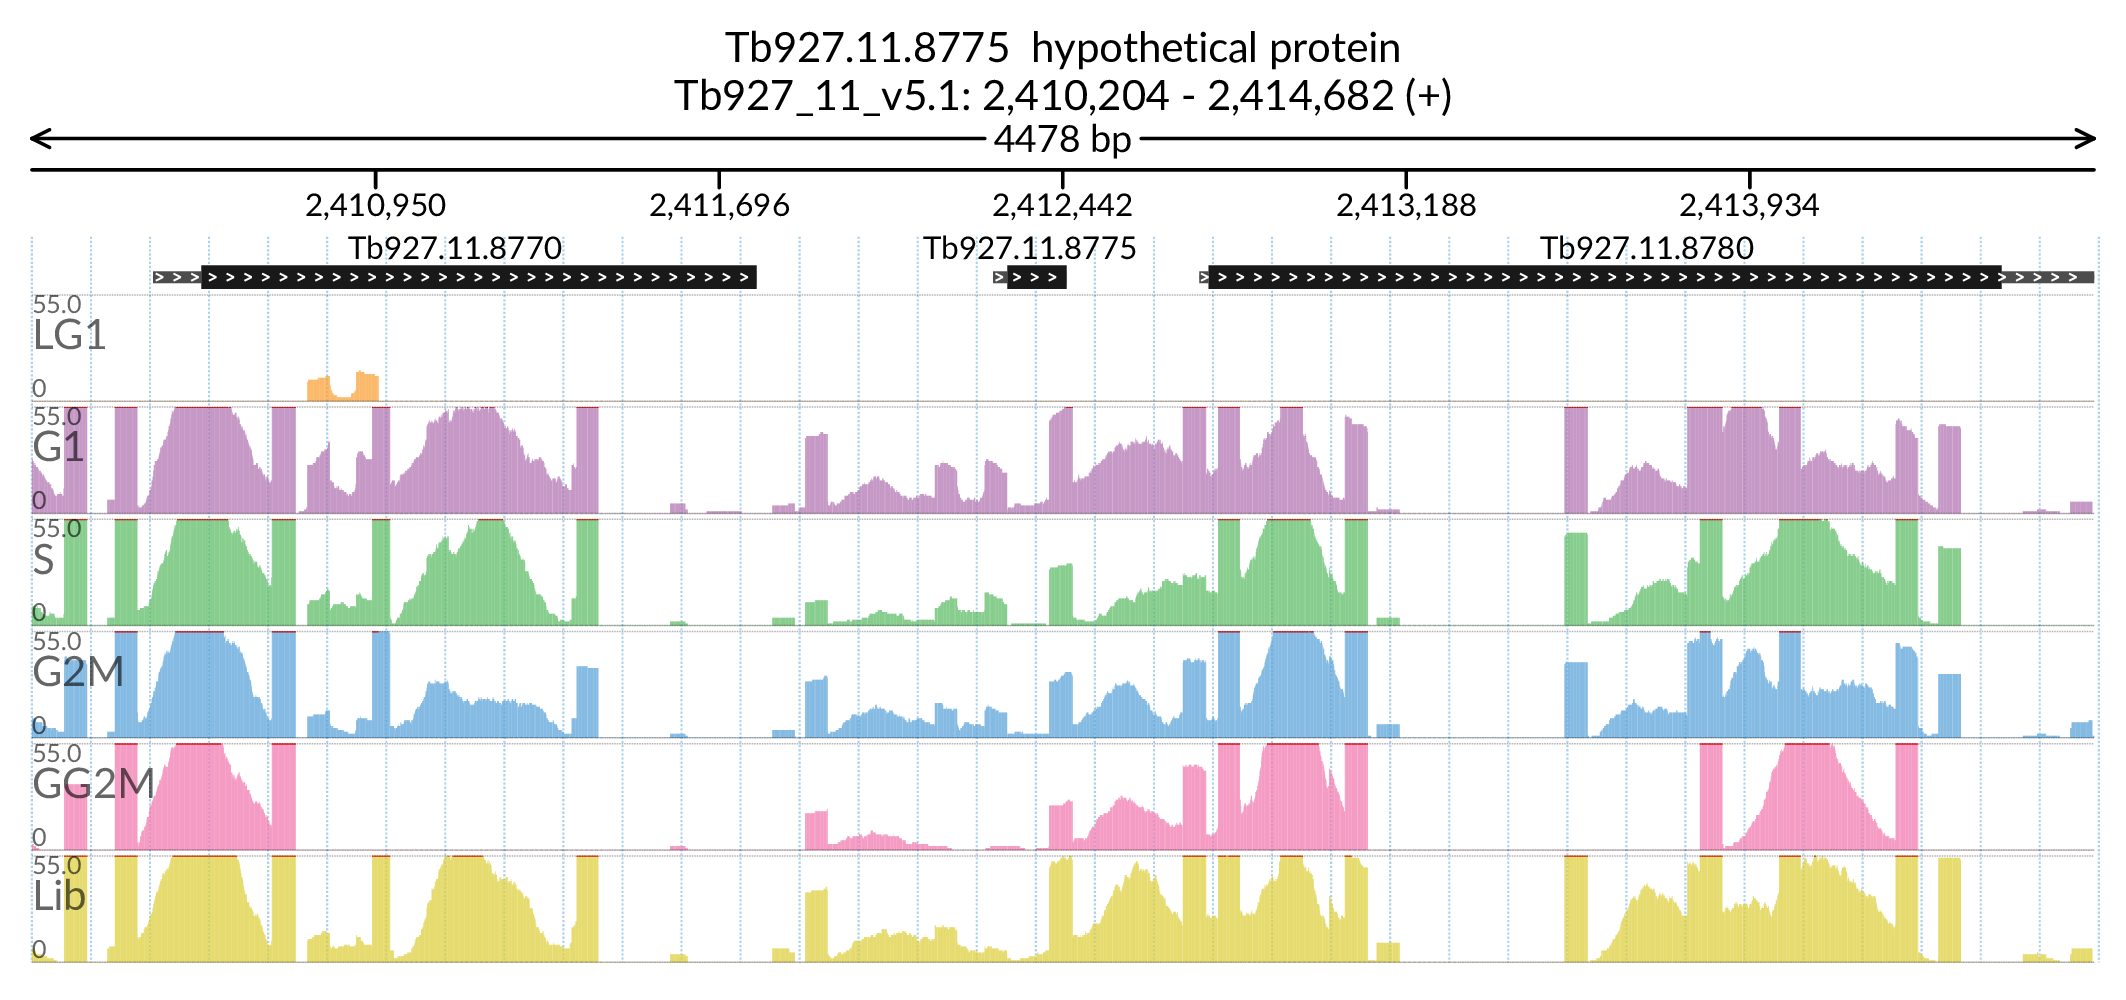 Tb927.11.8775 hypothetical protein
Tb927_11_v5.1: 2,410,204 - 2,414,682 (+)
4478 bp
2,410,950 2,411,696 2,412,442 2,413,188 2,413,934
Tb927.11.8770 Tb927.11.8775 Tb927.11.8780
55.0
LG1
0
55.0
G1
0
55.0
S
0
55.0
G2M
0
55.0
GG2M
0
55.0
Lib
0